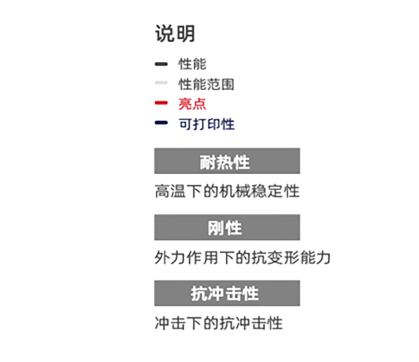 说明
性能
性能范围
亮点
可打印性
耐热性
高温下的机械稳定性
刚性
外力作用下的抗变形能力
抗冲击性
冲击下的抗冲击性